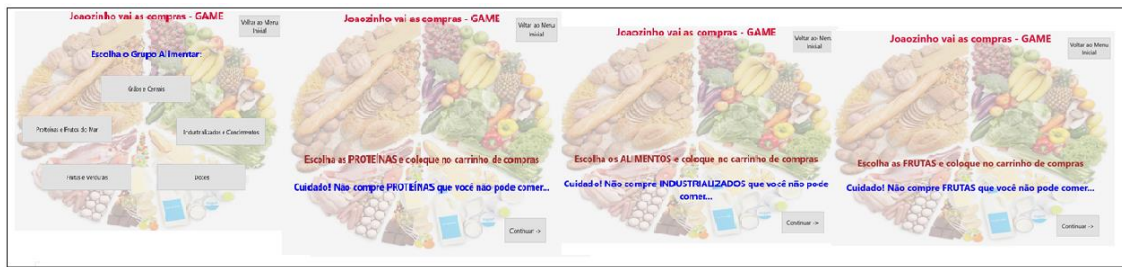 Joaozinho vai as compras - GAME
Voltar ao Menu
Inicial
Escolha o Grupo Alimentar:
Grãos e Cereais
Proteínas e Frutos do Mar
Industrializados e Condimentos
Frutas e Verduras
Doces
Joaozinho vai as compras - GAME
Voltar ao Menu
Inicial
Escolha as PROTEÍNAS e coloque no carrinho de compras
Cuidado! Não compre PROTEÍNAS que você não pode comer...
Continuar ->
Joaozinho vai as compras - GAME
Voltar ao Menu
Inicial
Escolha os ALIMENTOS e coloque no carrinho de compras
Cuidado! Não compre INDUSTRIALIZADOS que você não pode
comer...
Continuar ->
Joaozinho vai as compras - GAME
Voltar ao Menu
Inicial
Escolha as FRUTAS e coloque no carrinho de compras
Cuidado! Não compre FRUTAS que você não pode comer...
Continuar ->